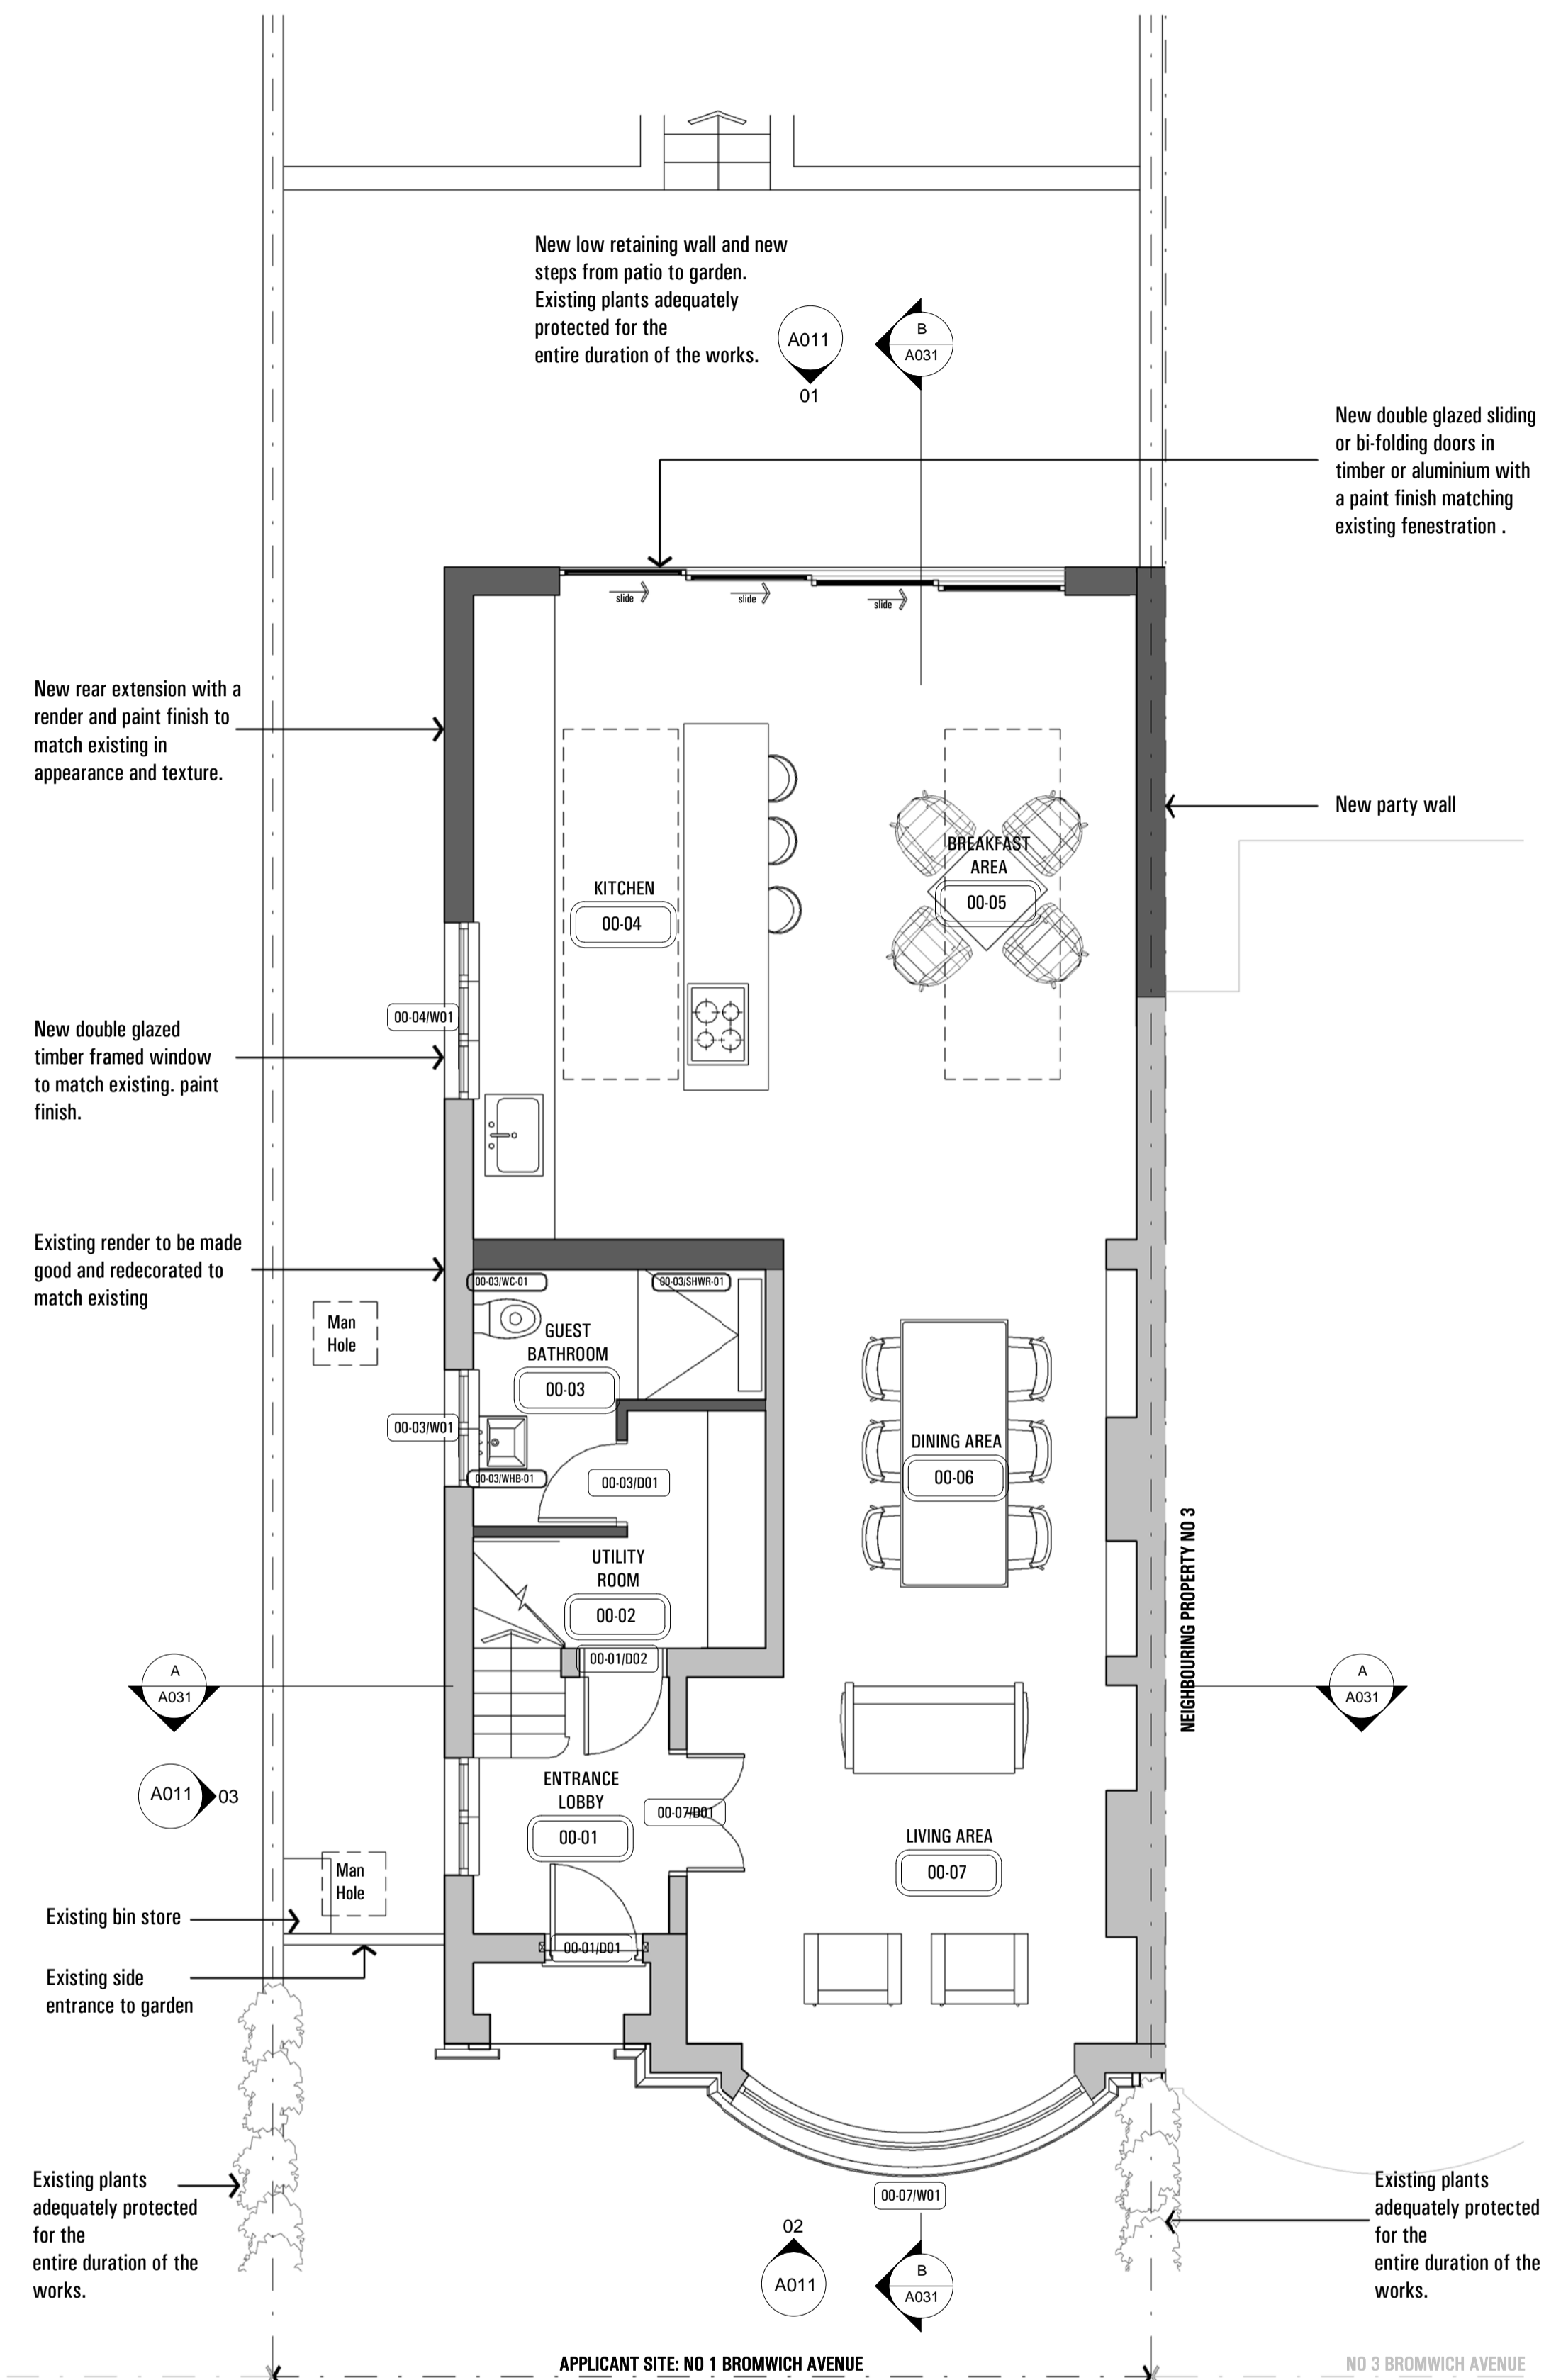 New low retaining wall and new
steps from patio to garden.
Existing plants adequately
protected for the
entire duration of the works.
A011
01
B
A031
New double glazed sliding
or bi-folding doors in
timber or aluminium with
a paint finish matching
existing fenestration .
slide
slide
slide
New rear extension with a
render and paint finish to
match existing in
appearance and texture.
New party wall
BREAKFAST
AREA
00-05
KITCHEN
00-04
00-04/W01
New double glazed
timber framed window
to match existing. paint
finish.
Existing render to be made
good and redecorated to
match existing
00-03/WC-01
00-03/SHWR-01
Man
Hole
GUEST
BATHROOM
00-03
00-03/W01
00-03/WHB-01
00-03/D01
DINING AREA
00-06
UTILITY
ROOM
00-02
00-01/D02
NEIGHBOURING PROPERTY NO 3
A
A031
A
A031
A011
03
ENTRANCE
LOBBY
00-01
00-07/D01
LIVING AREA
00-07
Man
Hole
Existing bin store
00-01/D01
Existing side
entrance to garden
Existing plants
adequately protected
for the
entire duration of the
works.
00-07/W01
Existing plants
adequately protected
for the
entire duration of the
works.
02
A011
B
A031
APPLICANT SITE: NO 1 BROMWICH AVENUE
NO 3 BROMWICH AVENUE